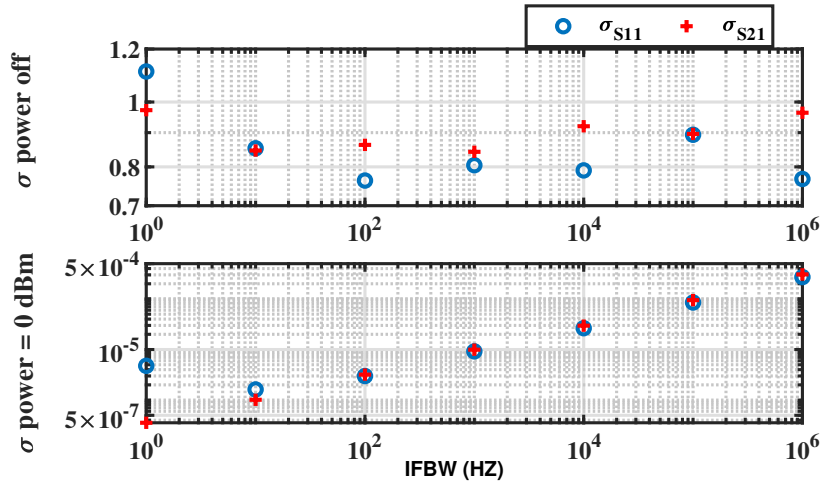 σ_S11 σ_S21
σ power off
1.2
1
0.8
0.7
10^0 10^2 10^4 10^6
σ power = 0 dBm
5×10^-4
10^-5
5×10^-7
10^0 10^2 10^4 10^6
IFBW (HZ)